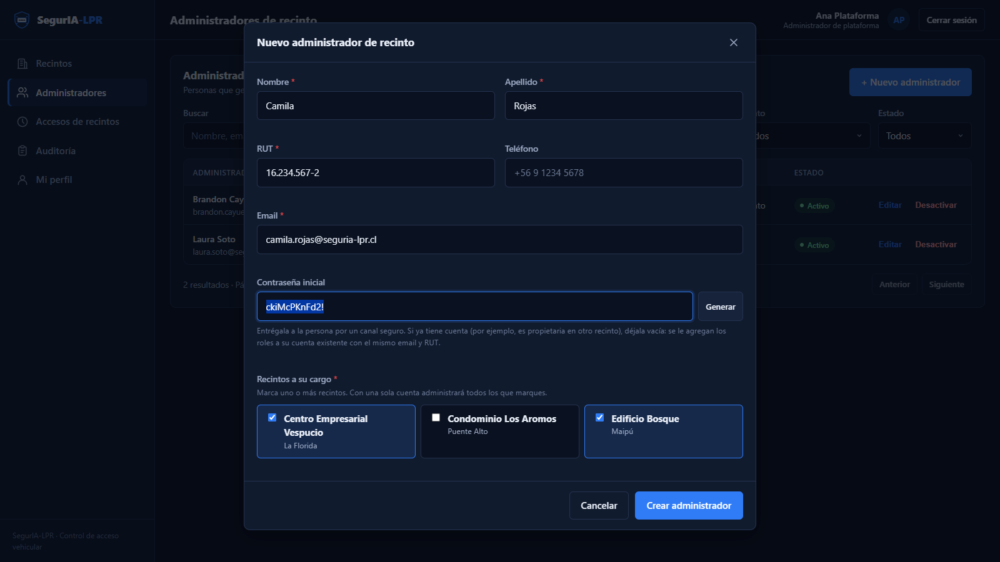 SegurIA-LPR
Administradores de recinto
Ana Plataforma
Administrador de plataforma
AP
Cerrar sesión
Recintos
Administradores
Accesos de recintos
Auditoría
Mi perfil
SegurIA-LPR · Control de acceso
vehicular
Administrad
Personas que ge
+ Nuevo administrador
Buscar
Nombre, em
nto
dos
Estado
Todos
ADMINISTRAD
ESTADO
Brandon Cay
brandon.cayue
nto
Activo
Editar
Desactivar
Laura Soto
laura.soto@seg
Activo
Editar
Desactivar
2 resultados · Pá
Anterior
Siguiente
Nuevo administrador de recinto
Nombre *
Camila
Apellido *
Rojas
RUT *
16.234.567-2
Teléfono
+56 9 1234 5678
Email *
camila.rojas@seguria-lpr.cl
Contraseña inicial
ckiMcPKnFd2!
Generar
Entrégala a la persona por un canal seguro. Si ya tiene cuenta (por ejemplo, es propietaria en otro recinto), déjala vacía: se le agregan los
roles a su cuenta existente con el mismo email y RUT.
Recintos a su cargo *
Marca uno o más recintos. Con una sola cuenta administrará todos los que marques.
Centro Empresarial
Vespucio
La Florida
Condominio Los Aromos
Puente Alto
Edificio Bosque
Maipú
Cancelar
Crear administrador